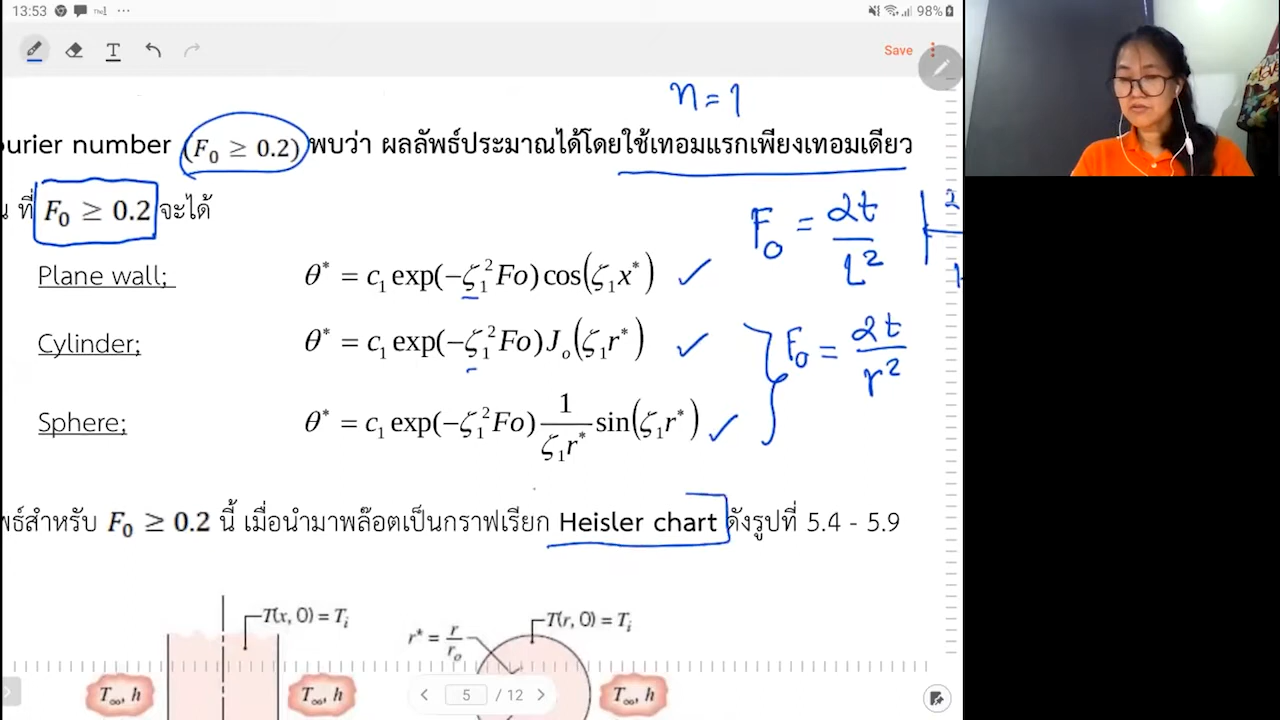 13:53 98%
T Save
n = 1
ourier number (F₀ ≥ 0.2) พบว่า ผลลัพธ์ประมาณได้โดยใช้เทอมแรกเพียงเทอมเดียว
ที่ F₀ ≥ 0.2 จะได้
F₀ = αt / L²
Plane wall; θ* = c₁ exp(−ζ₁²Fo) cos(ζ₁x*)
Cylinder; θ* = c₁ exp(−ζ₁²Fo) Jₒ(ζ₁r*)
F₀ = αt / r²
Sphere; θ* = c₁ exp(−ζ₁²Fo) 1/(ζ₁r*) sin(ζ₁r*)
ธ์สำหรับ F₀ ≥ 0.2 นี้ เมื่อนำมาพล๊อตเป็นกราฟเรียก Heisler chart ดังรูปที่ 5.4 - 5.9
T(x, 0) = Tᵢ
r* = r/rₒ
T(r, 0) = Tᵢ
T∞, h T∞, h T∞, h
5 / 12